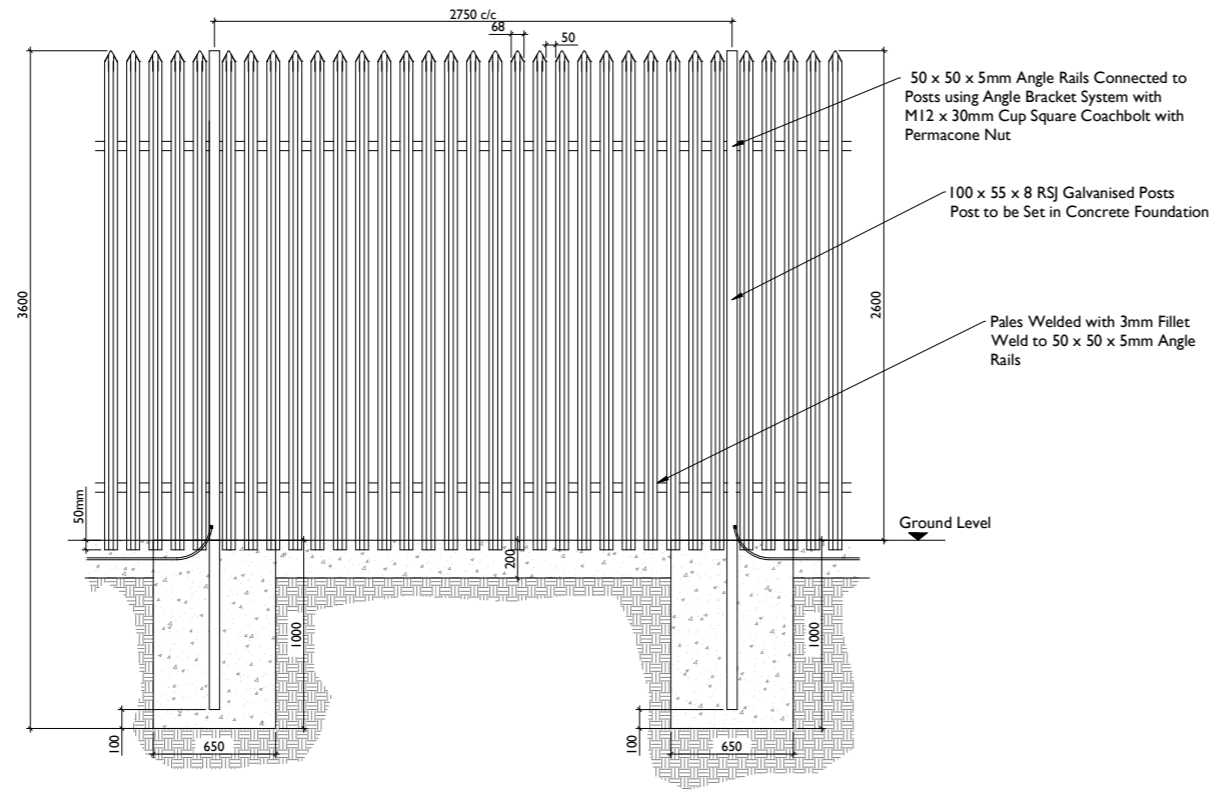 2750 c/c
68
50
3600
2600
50 x 50 x 5mm Angle Rails Connected to
Posts using Angle Bracket System with
M12 x 30mm Cup Square Coachbolt with
Permacone Nut
100 x 55 x 8 RSJ Galvanised Posts
Post to be Set in Concrete Foundation
Pales Welded with 3mm Fillet
Weld to 50 x 50 x 5mm Angle
Rails
50mm
Ground Level
200
1000
1000
100
650
100
650